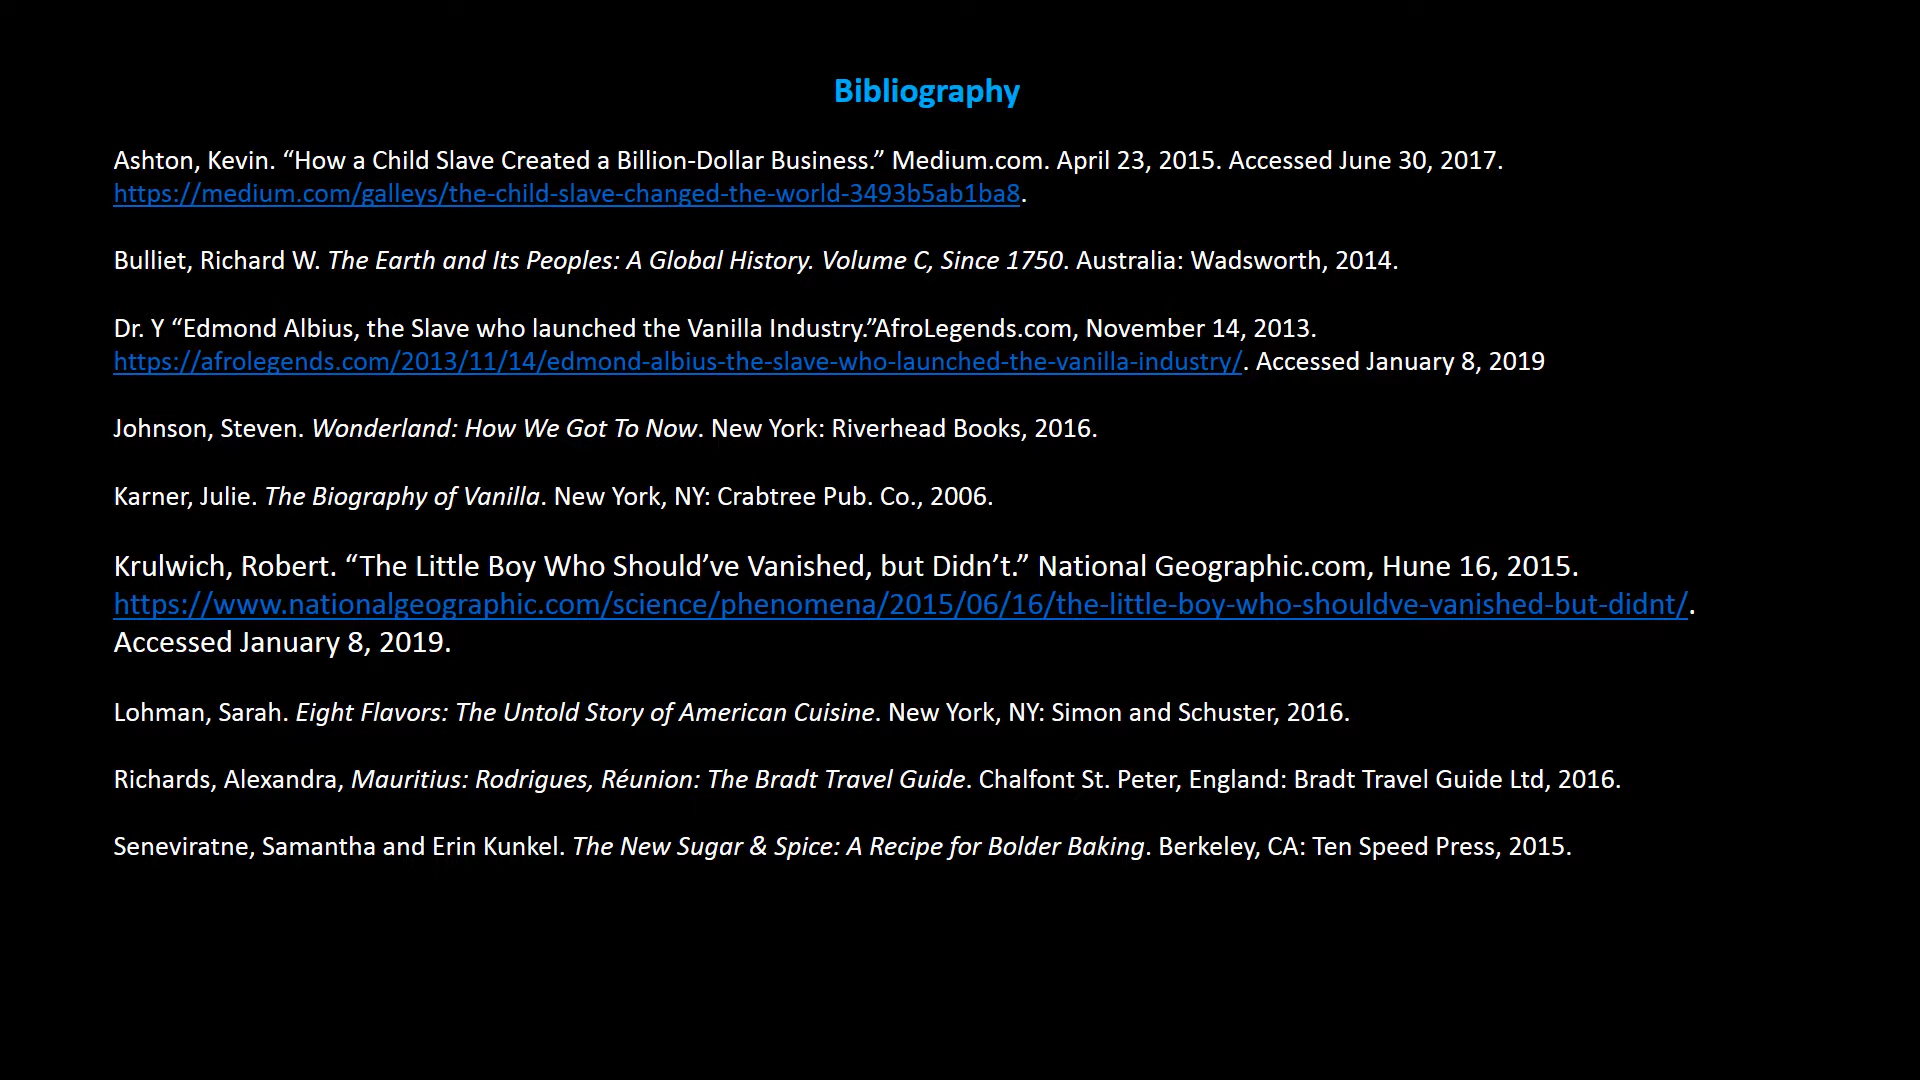 Bibliography
Ashton, Kevin. “How a Child Slave Created a Billion-Dollar Business.” Medium.com. April 23, 2015. Accessed June 30, 2017.
https://medium.com/galleys/the-child-slave-changed-the-world-3493b5ab1ba8.
Bulliet, Richard W. The Earth and Its Peoples: A Global History. Volume C, Since 1750. Australia: Wadsworth, 2014.
Dr. Y “Edmond Albius, the Slave who launched the Vanilla Industry.”AfroLegends.com, November 14, 2013.
https://afrolegends.com/2013/11/14/edmond-albius-the-slave-who-launched-the-vanilla-industry/. Accessed January 8, 2019
Johnson, Steven. Wonderland: How We Got To Now. New York: Riverhead Books, 2016.
Karner, Julie. The Biography of Vanilla. New York, NY: Crabtree Pub. Co., 2006.
Krulwich, Robert. “The Little Boy Who Should’ve Vanished, but Didn’t.” National Geographic.com, Hune 16, 2015.
https://www.nationalgeographic.com/science/phenomena/2015/06/16/the-little-boy-who-shouldve-vanished-but-didnt/.
Accessed January 8, 2019.
Lohman, Sarah. Eight Flavors: The Untold Story of American Cuisine. New York, NY: Simon and Schuster, 2016.
Richards, Alexandra, Mauritius: Rodrigues, Réunion: The Bradt Travel Guide. Chalfont St. Peter, England: Bradt Travel Guide Ltd, 2016.
Seneviratne, Samantha and Erin Kunkel. The New Sugar & Spice: A Recipe for Bolder Baking. Berkeley, CA: Ten Speed Press, 2015.